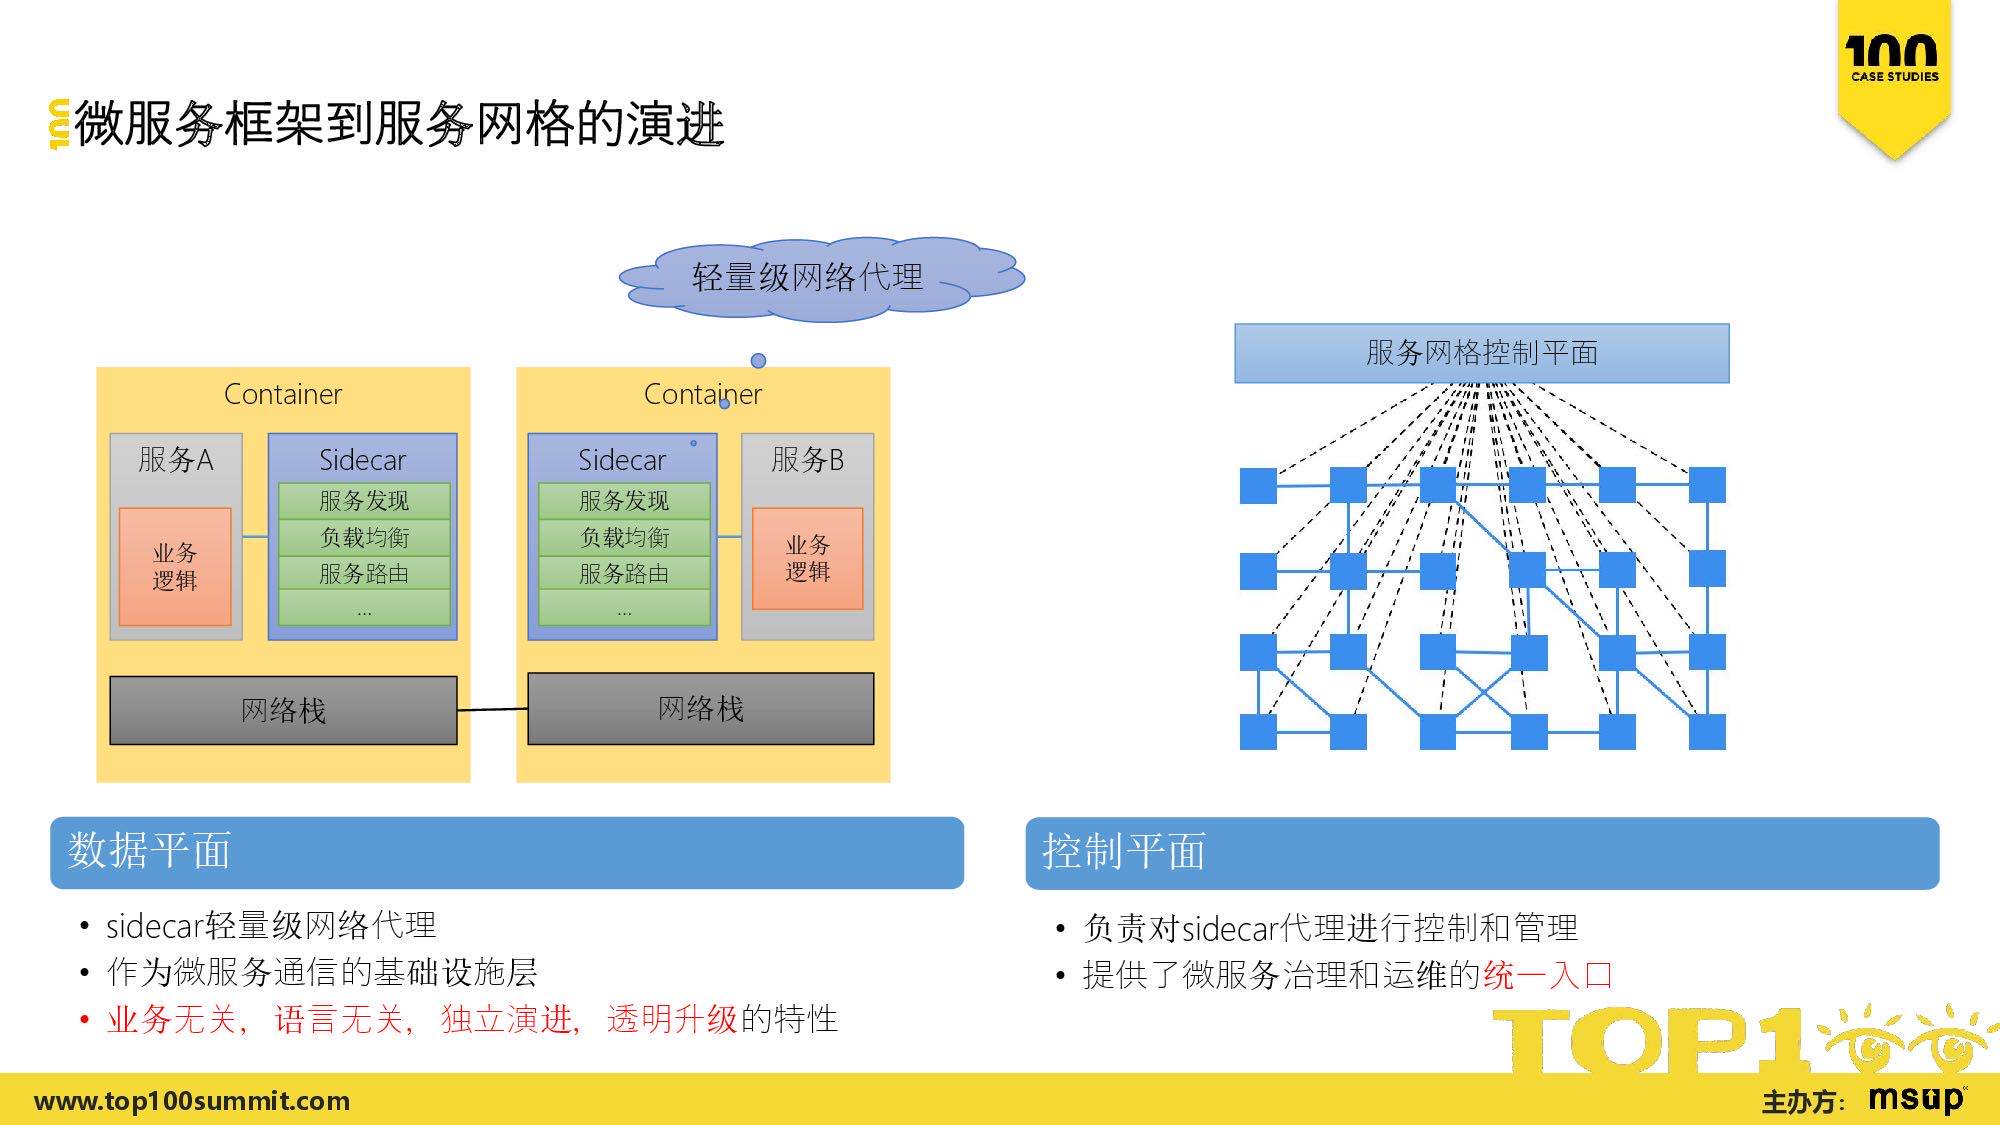 100
CASE STUDIES
微服务框架到服务网格的演进
轻量级网络代理
Container
服务A
业务
逻辑
Sidecar
服务发现
负载均衡
服务路由
...
网络栈
Container
Sidecar
服务发现
负载均衡
服务路由
...
服务B
业务
逻辑
网络栈
服务网格控制平面
数据平面
• sidecar轻量级网络代理
• 作为微服务通信的基础设施层
• 业务无关，语言无关，独立演进，透明升级的特性
控制平面
• 负责对sidecar代理进行控制和管理
• 提供了微服务治理和运维的统一入口
TOP100
www.top100summit.com
主办方：msup